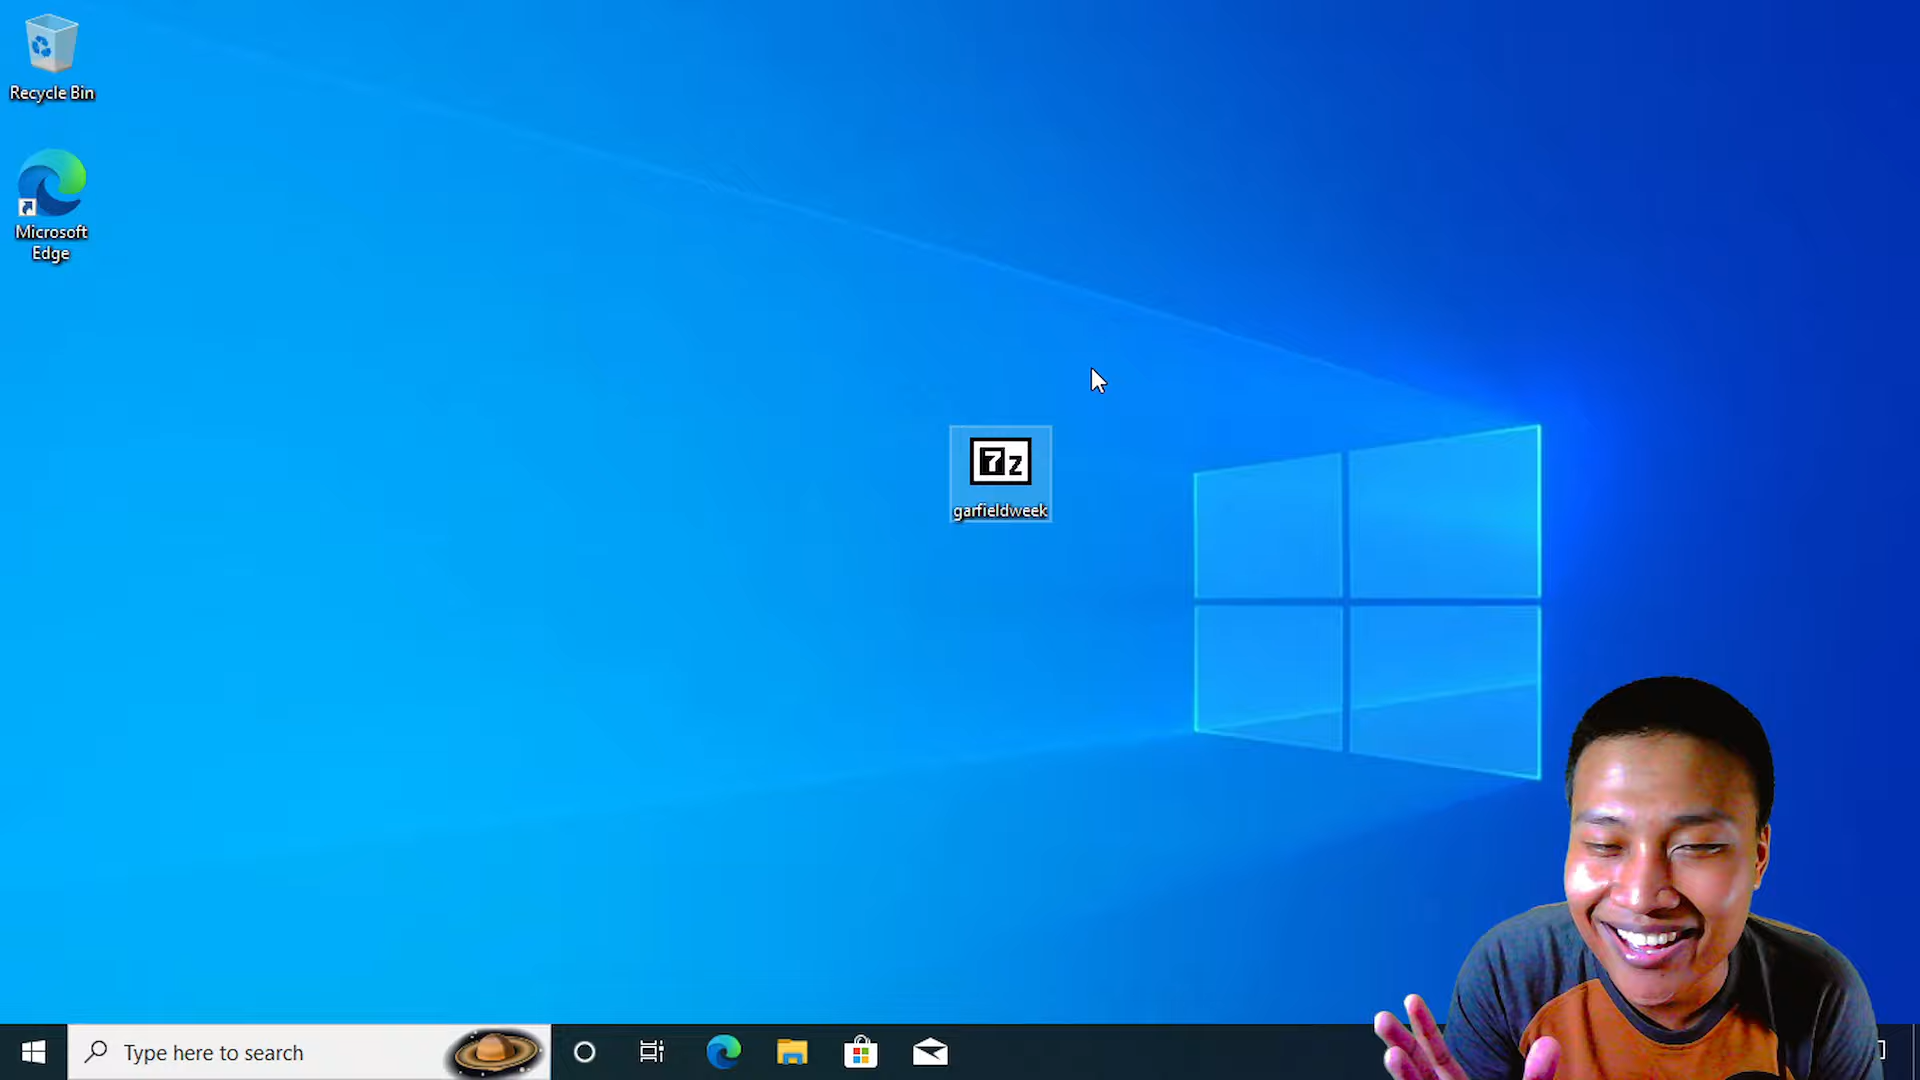 Recycle Bin
Microsoft
Edge
7z
garfieldweek
Type here to search